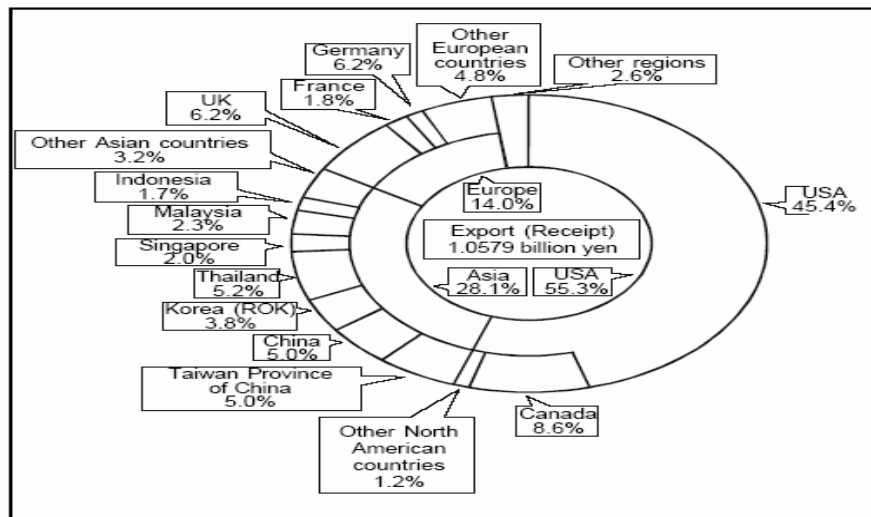 Other
European
countries
4.8%
Germany
6.2%
Other regions
2.6%
France
1.8%
UK
6.2%
Other Asian countries
3.2%
Indonesia
1.7%
Malaysia
2.3%
Singapore
2.0%
Thailand
5.2%
Korea (ROK)
3.8%
China
5.0%
Taiwan Province
of China
5.0%
Other North
American
countries
1.2%
Canada
8.6%
USA
45.4%
Europe
14.0%
Export (Receipt)
1.0579 billion yen
Asia
28.1%
USA
55.3%